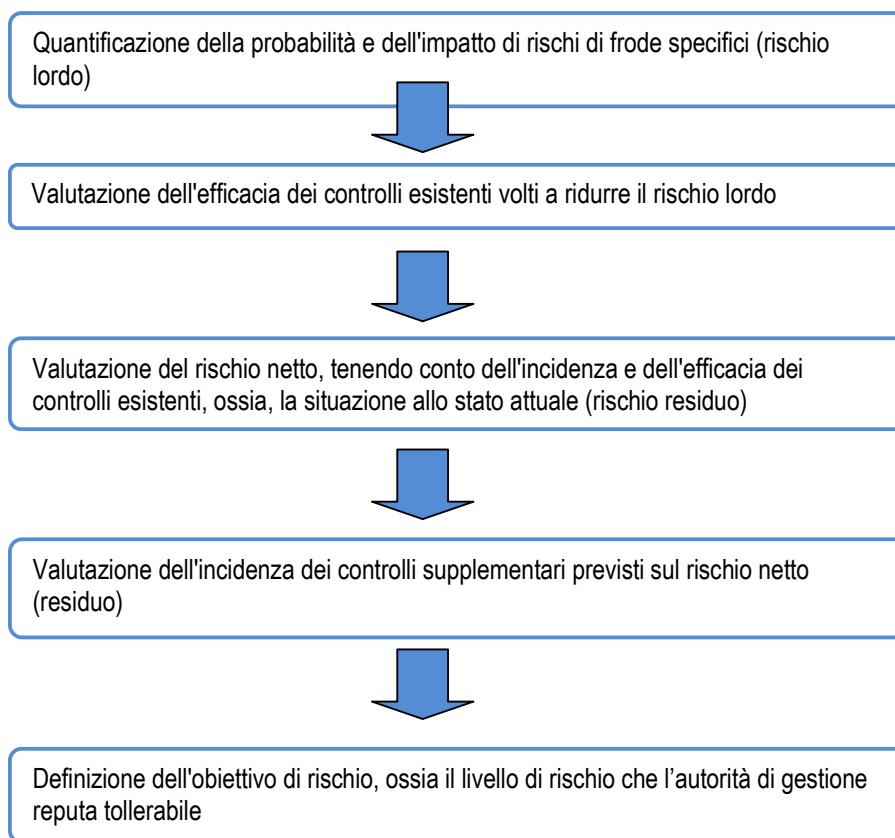 Quantificazione della probabilità e dell'impatto di rischi di frode specifici (rischio
lordo)
Valutazione dell'efficacia dei controlli esistenti volti a ridurre il rischio lordo
Valutazione del rischio netto, tenendo conto dell'incidenza e dell'efficacia dei
controlli esistenti, ossia, la situazione allo stato attuale (rischio residuo)
Valutazione dell'incidenza dei controlli supplementari previsti sul rischio netto
(residuo)
Definizione dell'obiettivo di rischio, ossia il livello di rischio che l’autorità di gestione
reputa tollerabile